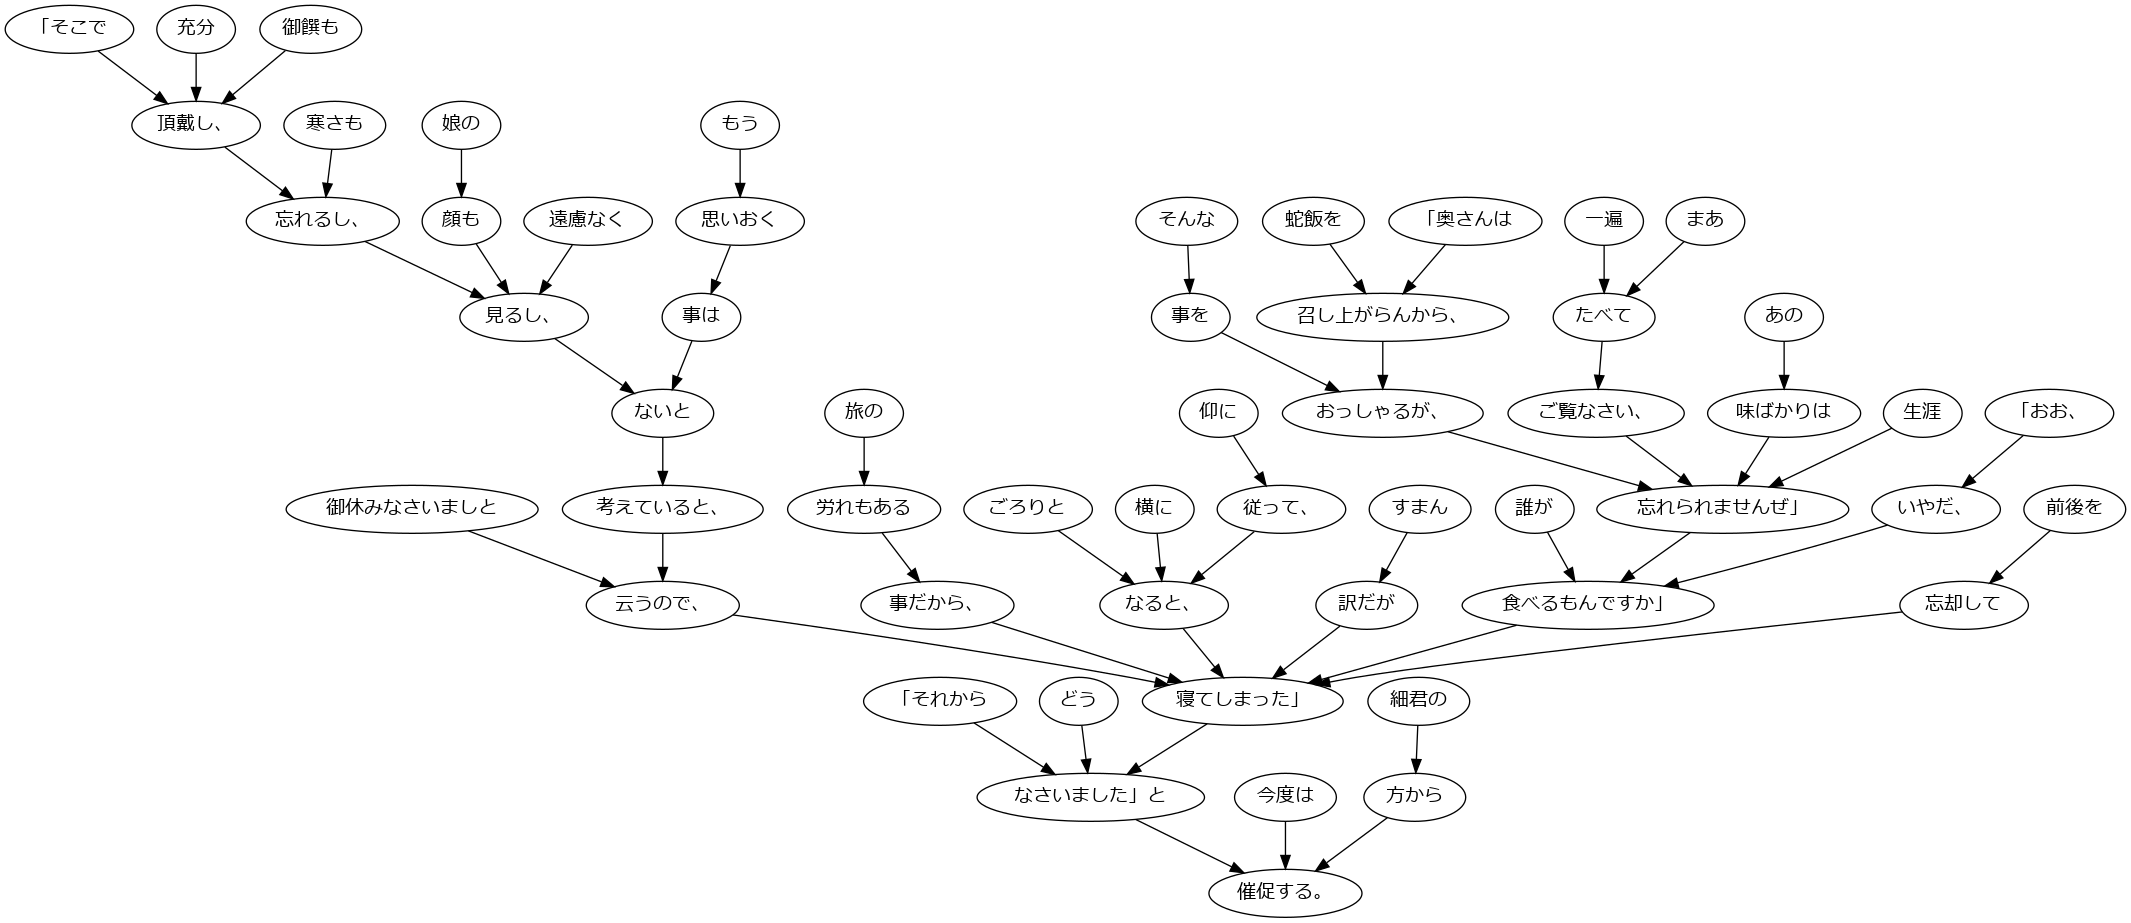 「そこで 充分 御饌も
頂戴し、 寒さも 娘の もう
忘れるし、 顔も 遠慮なく 思いおく そんな 蛇飯を 「奥さんは 一遍 まあ
見るし、 事は 事を 召し上がらんから、 たべて あの
ないと 旅の 仰に おっしゃるが、 ご覧なさい、 味ばかりは 生涯 「おお、
御休みなさいましと 考えていると、 労れもある ごろりと 横に 従って、 すまん 誰が 忘れられませんぜ」 いやだ、 前後を
云うので、 事だから、 なると、 訳だが 食べるもんですか」 忘却して
「それから どう 寝てしまった」 細君の
なさいました」と 今度は 方から
催促する。